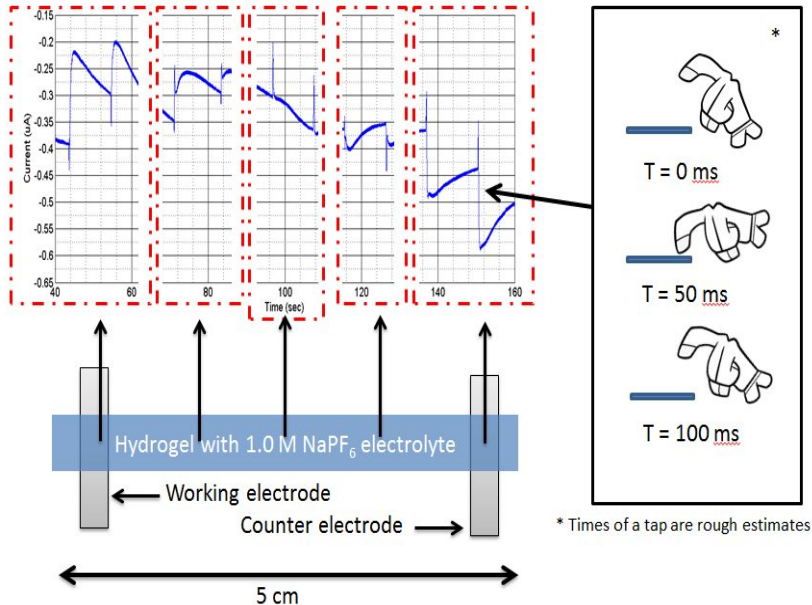 -0.15
-0.2
-0.25
-0.3
-0.35
-0.4
-0.45
-0.5
-0.55
-0.6
-0.65
Current (uA)
40 60 80 100 120 140 160
Time (sec)
*
T = 0 ms
T = 50 ms
T = 100 ms
Hydrogel with 1.0 M NaPF₆ electrolyte
Working electrode
Counter electrode
* Times of a tap are rough estimates
5 cm